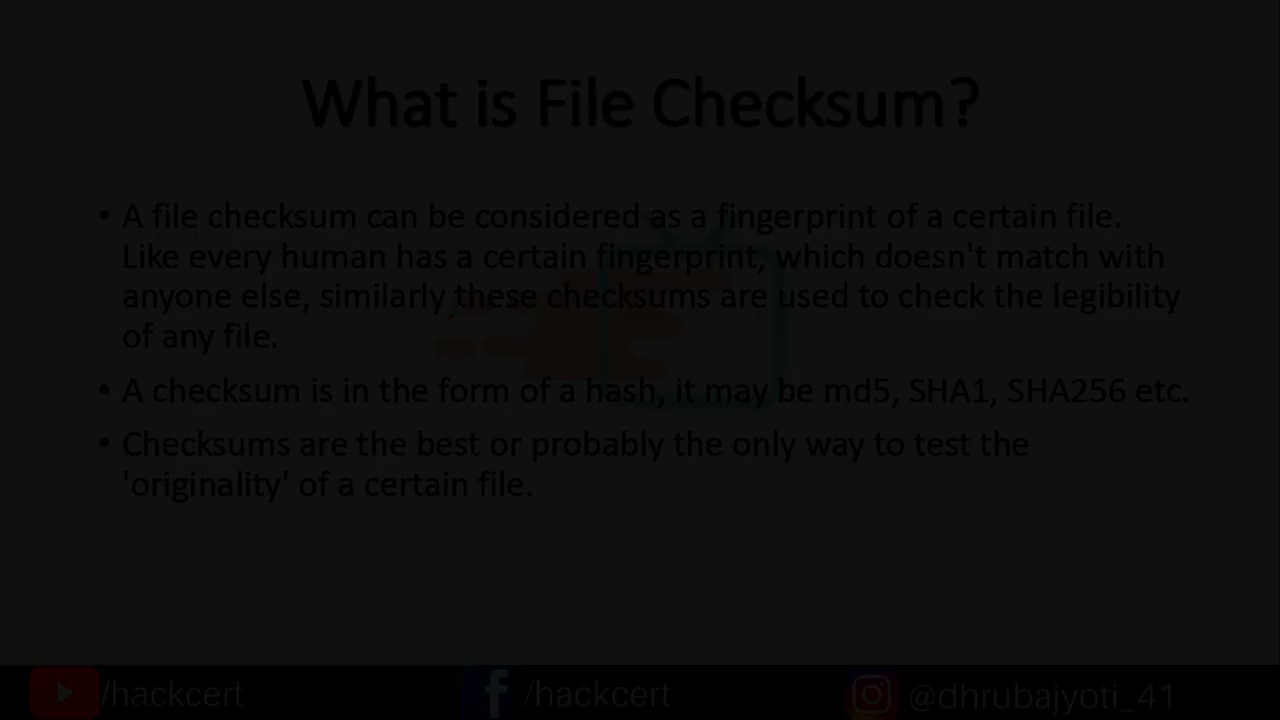 What is File Checksum?
• A file checksum can be considered as a fingerprint of a certain file.
Like every human has a certain fingerprint, which doesn't match with
anyone else, similarly these checksums are used to check the legibility
of any file.
• A checksum is in the form of a hash, it may be md5, SHA1, SHA256 etc.
• Checksums are the best or probably the only way to test the
'originality' of a certain file.
/hackcert /hackcert @dhrubajyoti_41